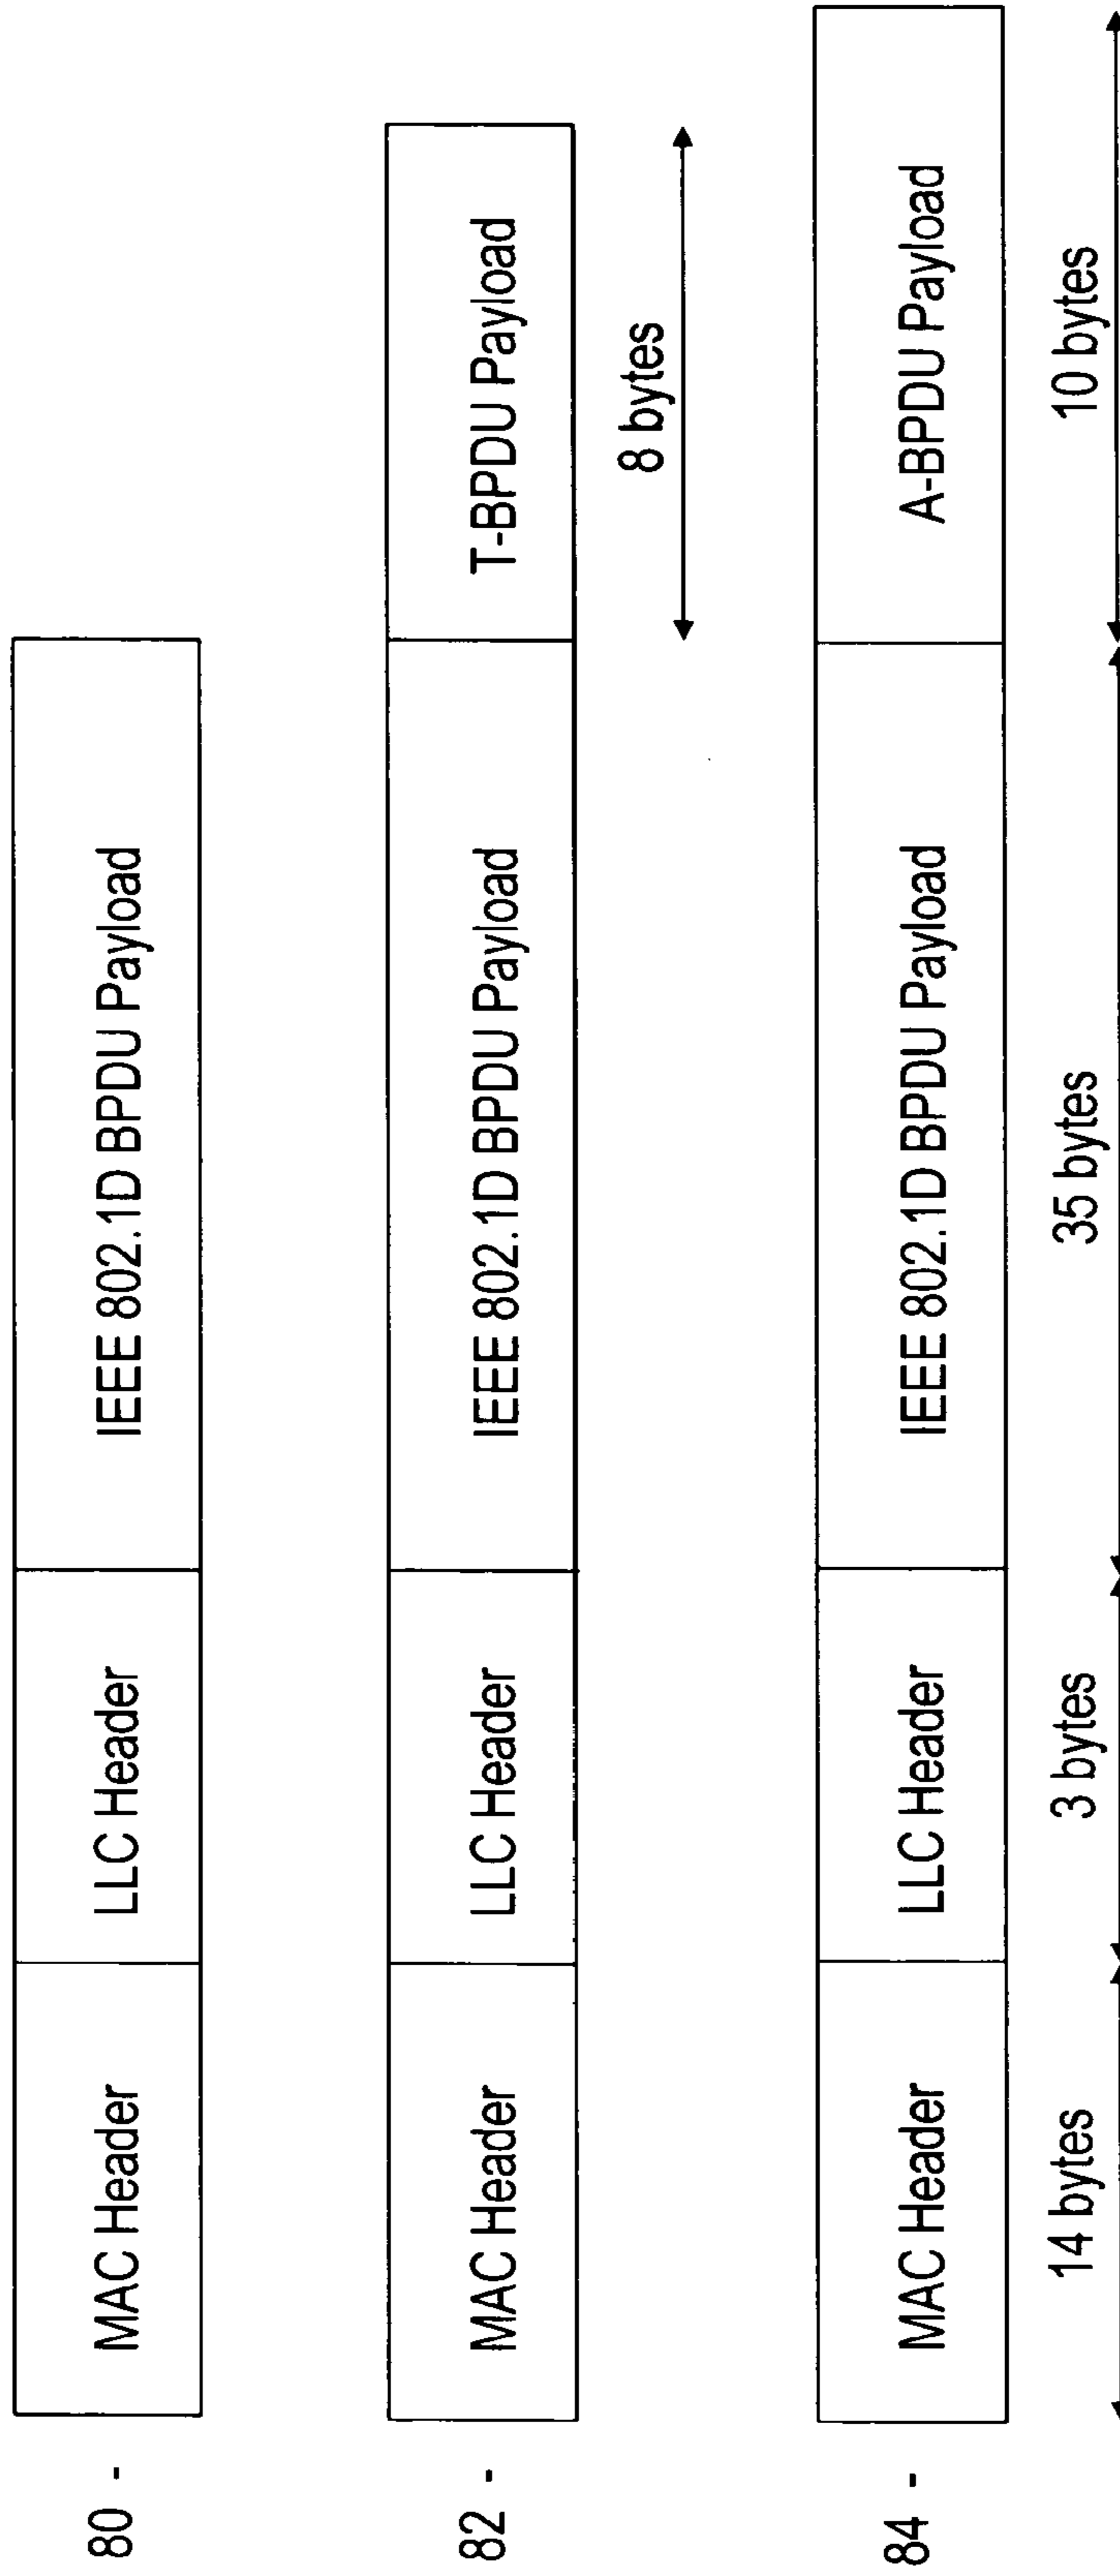 80 -
MAC Header
LLC Header
IEEE 802.1D BPDU Payload
82 -
MAC Header
LLC Header
IEEE 802.1D BPDU Payload
T-BPDU Payload
8 bytes
84 -
MAC Header
LLC Header
IEEE 802.1D BPDU Payload
A-BPDU Payload
14 bytes
3 bytes
35 bytes
10 bytes